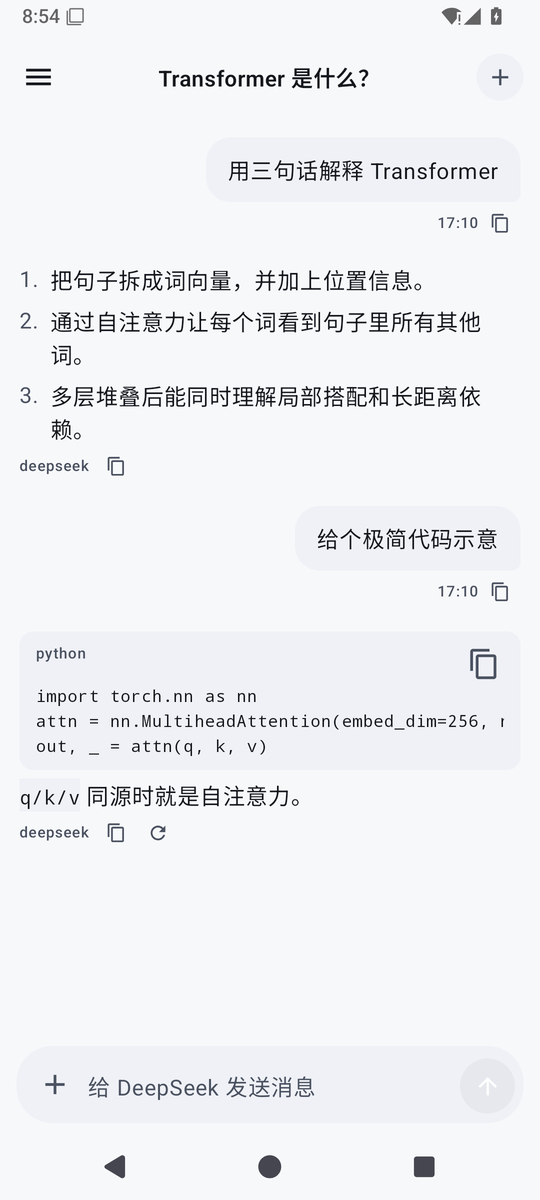 8:54
Transformer 是什么？
用三句话解释 Transformer
17:10
1. 把句子拆成词向量，并加上位置信息。
2. 通过自注意力让每个词看到句子里所有其他
词。
3. 多层堆叠后能同时理解局部搭配和长距离依
赖。
deepseek
给个极简代码示意
17:10
python
import torch.nn as nn
attn = nn.MultiheadAttention(embed_dim=256,
out, _ = attn(q, k, v)
q/k/v 同源时就是自注意力。
deepseek
给 DeepSeek 发送消息